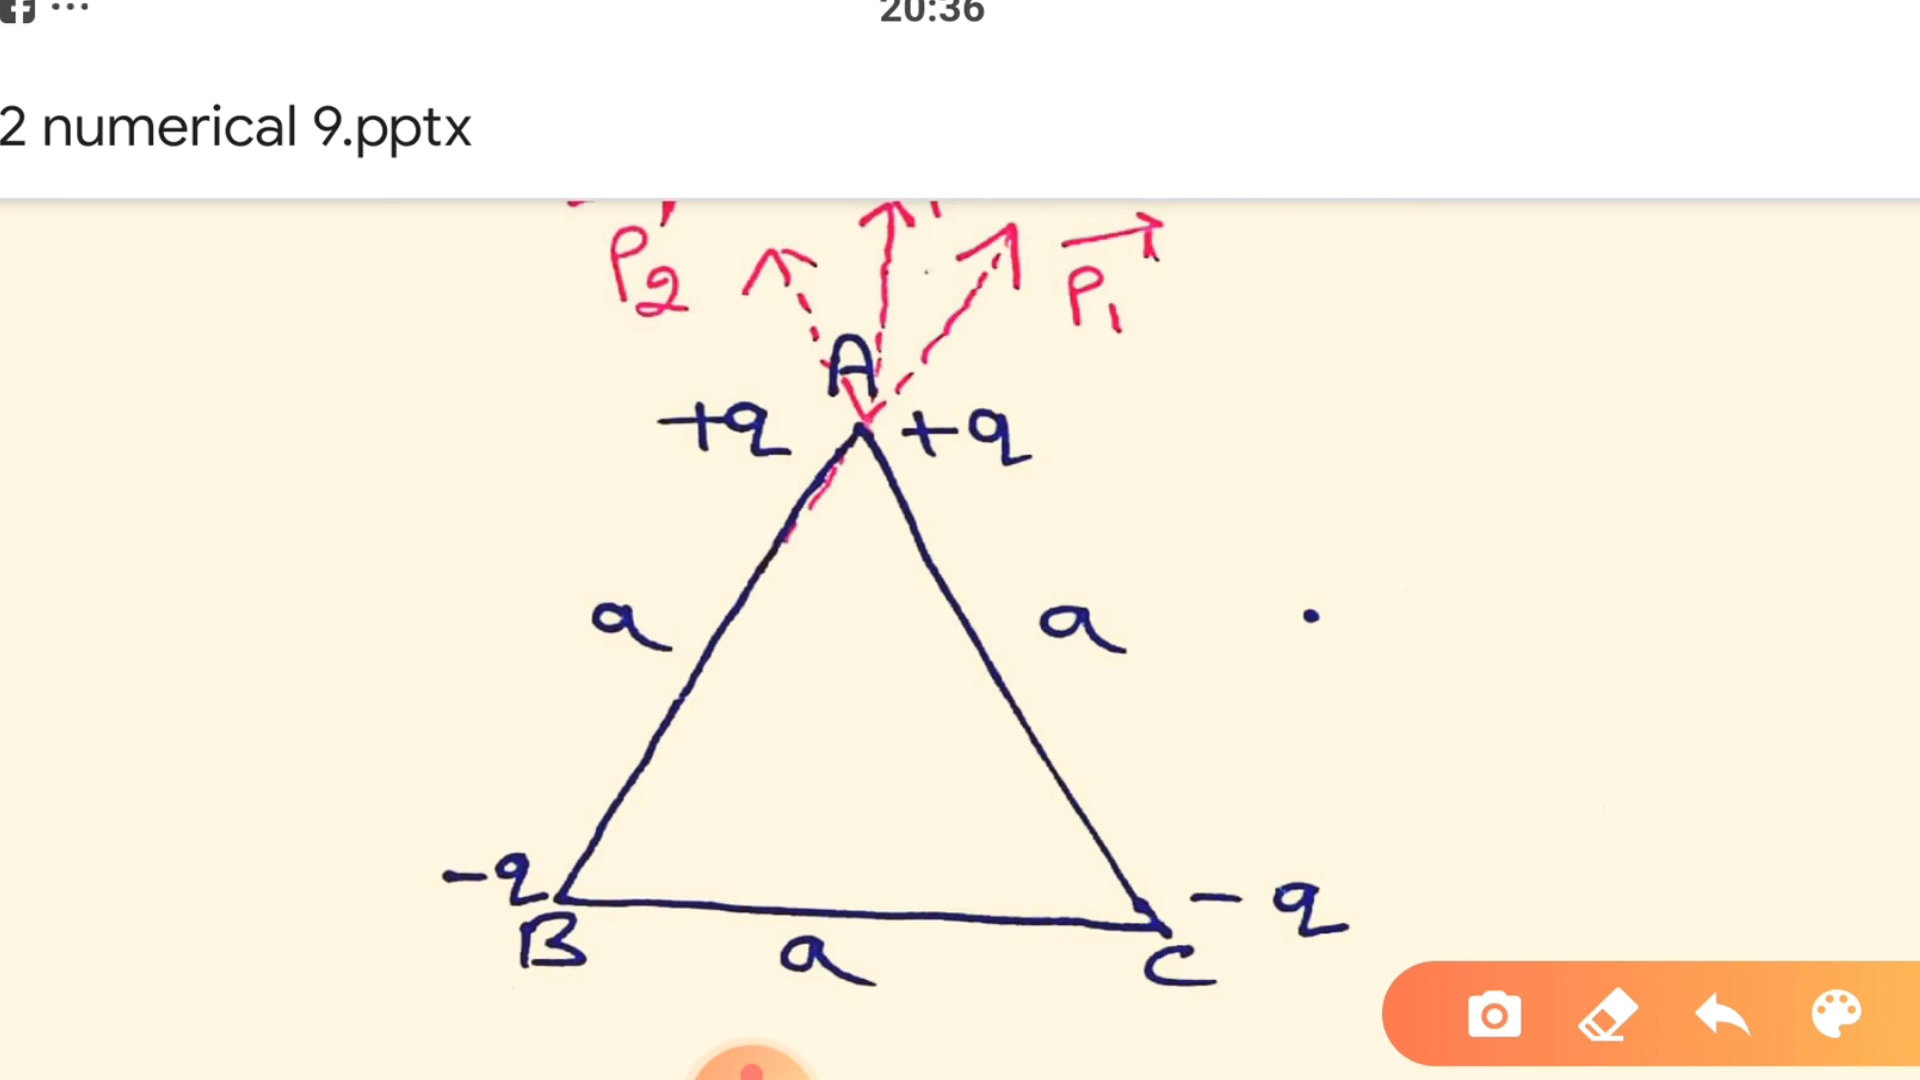 20:36
2 numerical 9.pptx
P2 P1
A
+q +q
a a
-q - q
B C
a